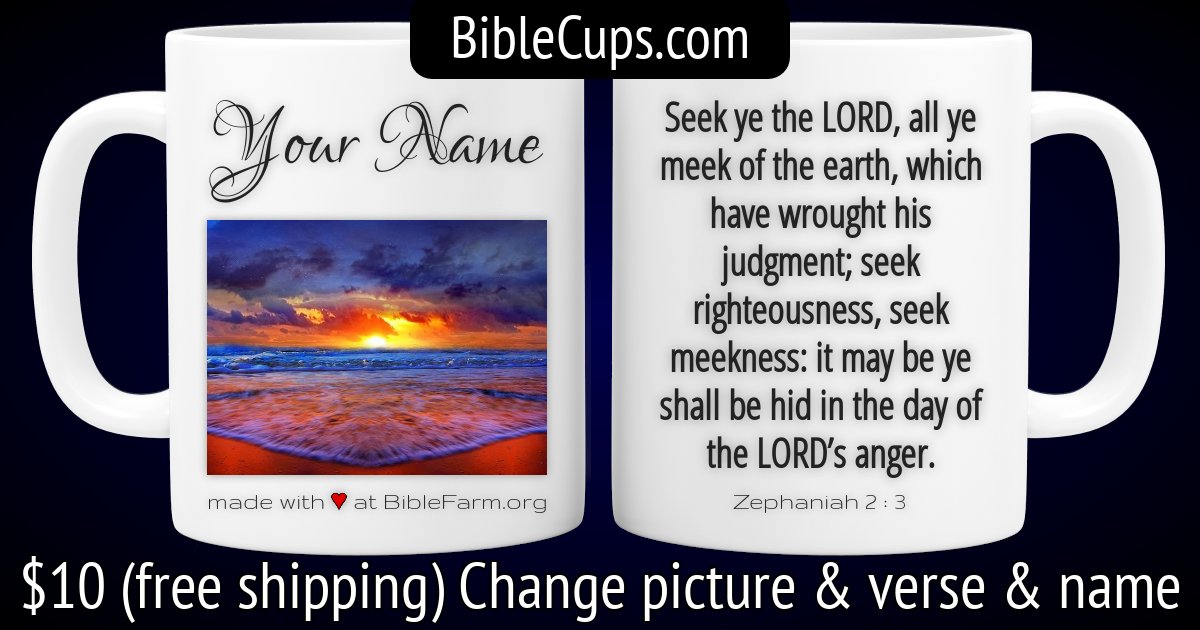 BibleCups.com
Your Name
made with ♥ at BibleFarm.org
Seek ye the LORD, all ye
meek of the earth, which
have wrought his
judgment; seek
righteousness, seek
meekness: it may be ye
shall be hid in the day of
the LORD’s anger.
Zephaniah 2 : 3
$10 (free shipping) Change picture & verse & name